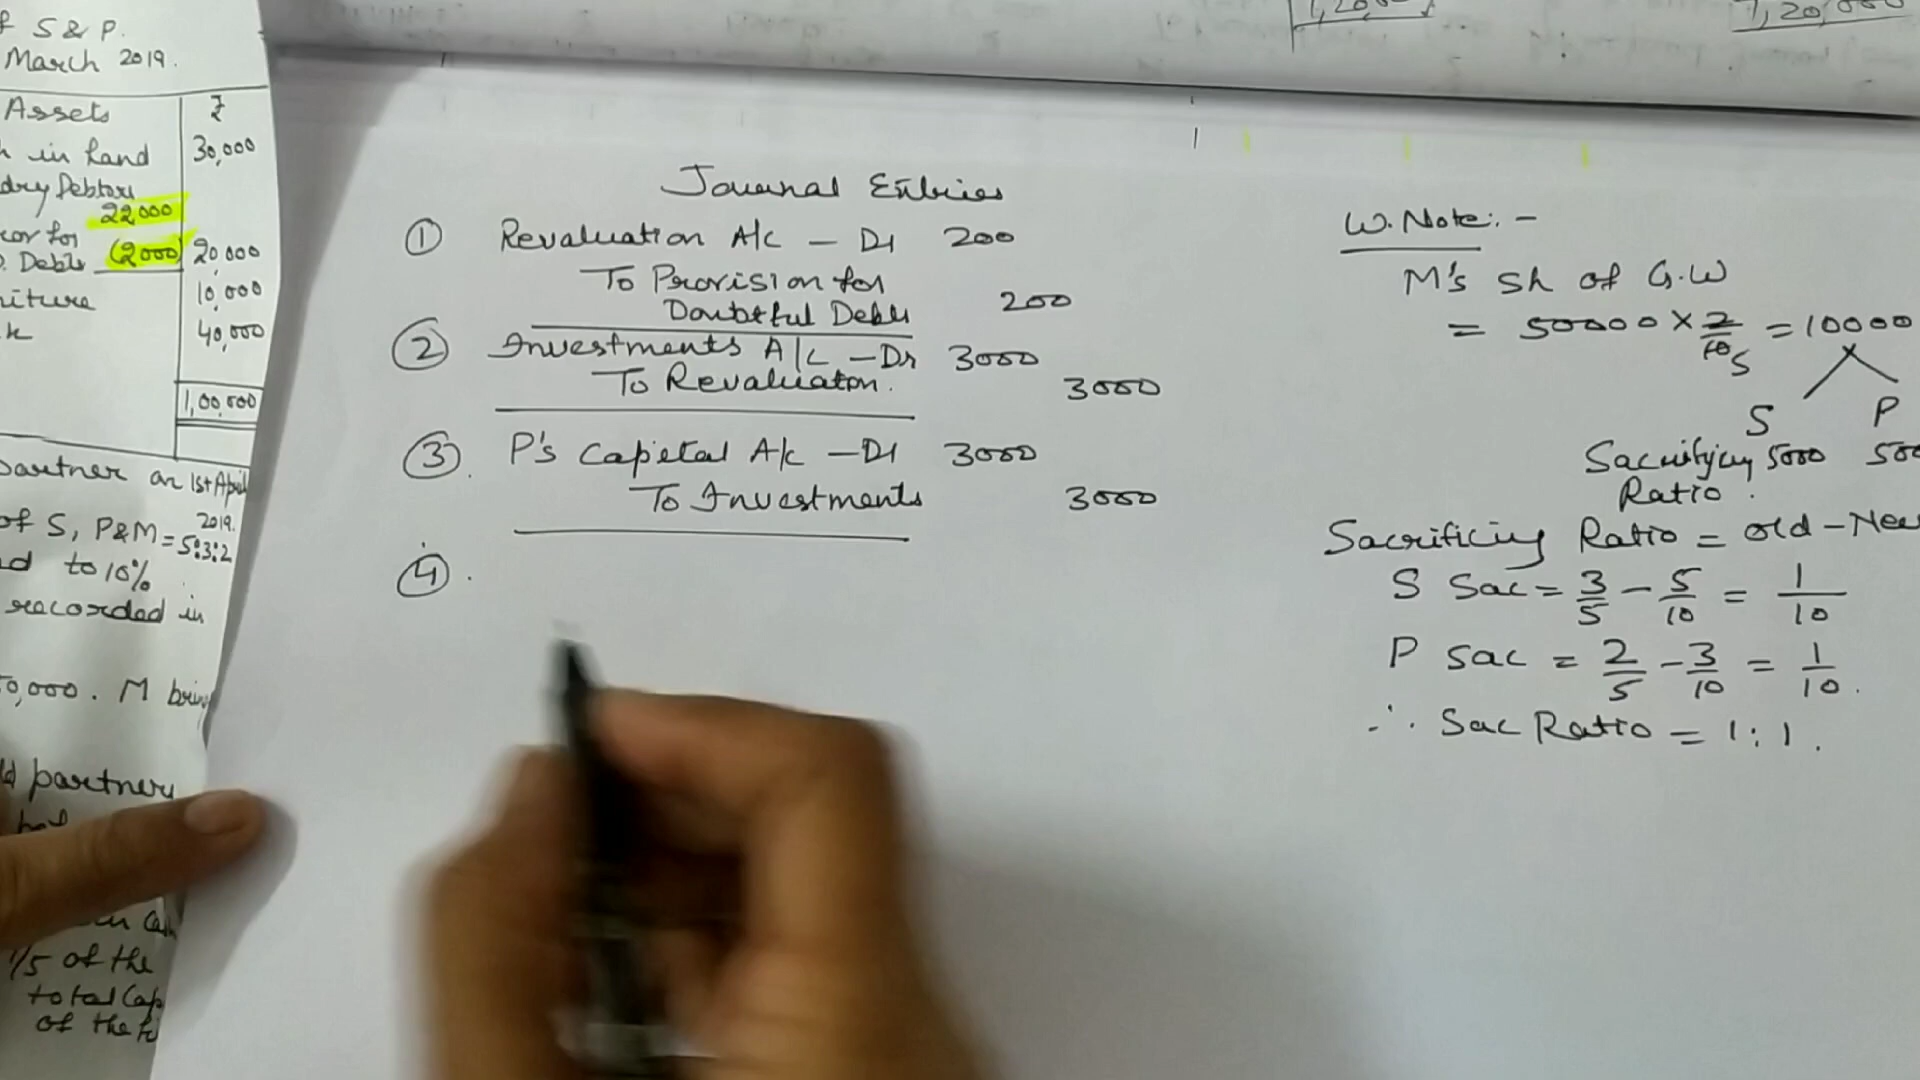 S & P.
March 2019.
Assets ₹
in hand 30,000
Debtors
22000
for
Debts (2000) 20,000
10,000
40,000
1,00,000
partner on 1st April
2019.
of S, P&M = 5:3:2
to 10%
recorded in
0,000. M
partners
1/5 of the
total Cap
of the
1,20,000
Journal Entries
① Revaluation A/c — Dr 200
To Provision for
Doubtful Debts 200
② Investments A/c — Dr 3000
To Revaluaton. 3000
③. P's Capital A/c — Dr 3000
To Investments 3000
④.
W. Note: -
M's Sh of G.W
= 50000 × 2/10 5 = 10000
S P
Sacrificing 5000
Ratio.
Sacrificing Ratio = Old - New
S Sac = 3/5 - 5/10 = 1/10
P Sac = 2/5 - 3/10 = 1/10.
∴ Sac Ratio = 1:1.